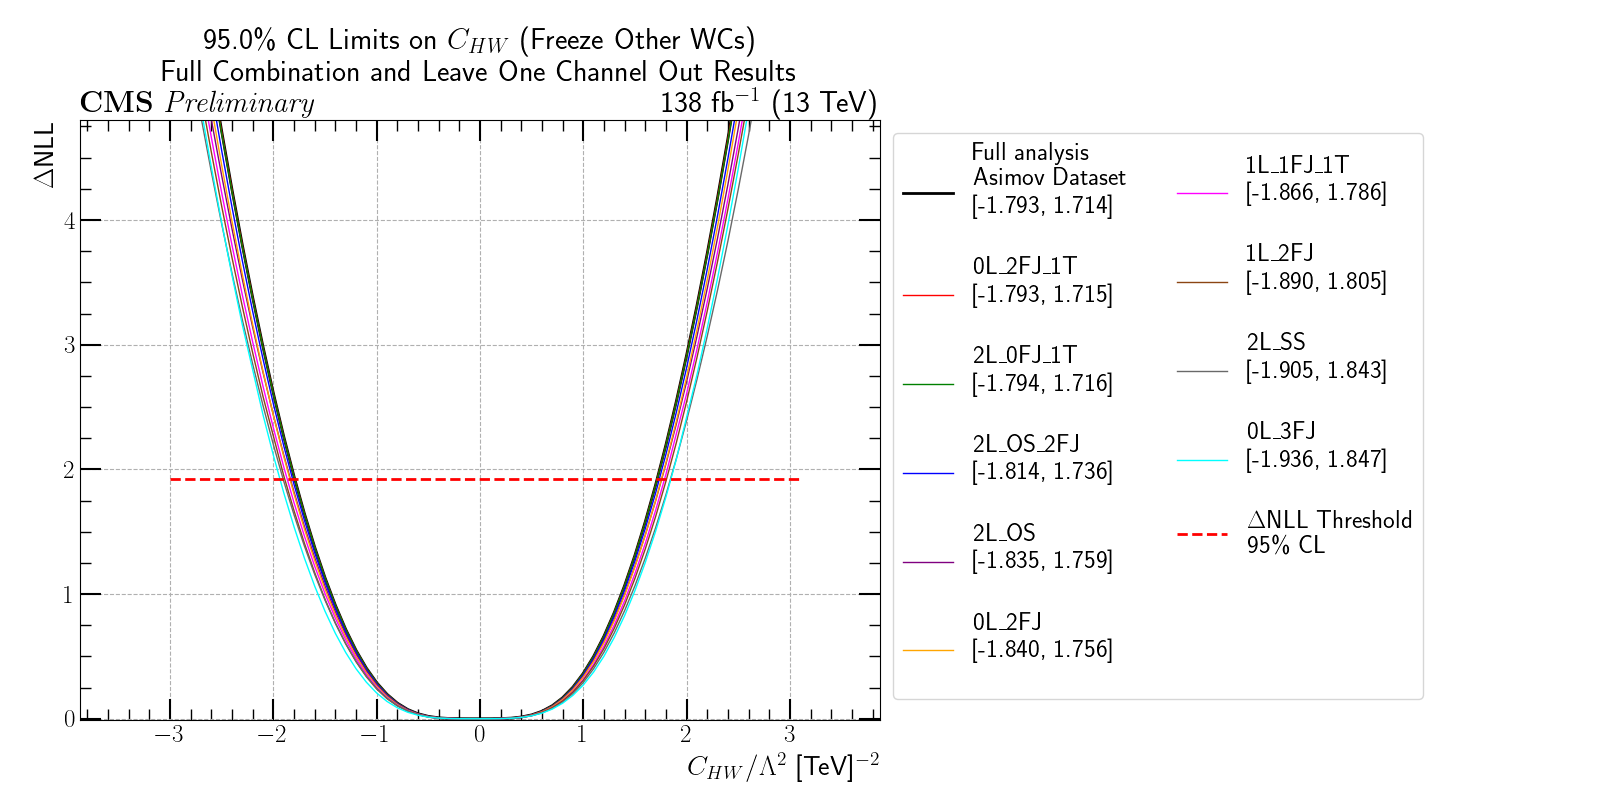 95.0% CL Limits on C_{HW} (Freeze Other WCs)
Full Combination and Leave One Channel Out Results
CMS Preliminary
138 fb^{-1} (13 TeV)
ΔNLL
4
3
2
1
0
−3
−2
−1
0
1
2
3
C_{HW}/Λ^2 [TeV]^{-2}
Full analysis
Asimov Dataset
[-1.793, 1.714]
0L_2FJ_1T
[-1.793, 1.715]
2L_0FJ_1T
[-1.794, 1.716]
2L_OS_2FJ
[-1.814, 1.736]
2L_OS
[-1.835, 1.759]
0L_2FJ
[-1.840, 1.756]
1L_1FJ_1T
[-1.866, 1.786]
1L_2FJ
[-1.890, 1.805]
2L_SS
[-1.905, 1.843]
0L_3FJ
[-1.936, 1.847]
ΔNLL Threshold
95% CL